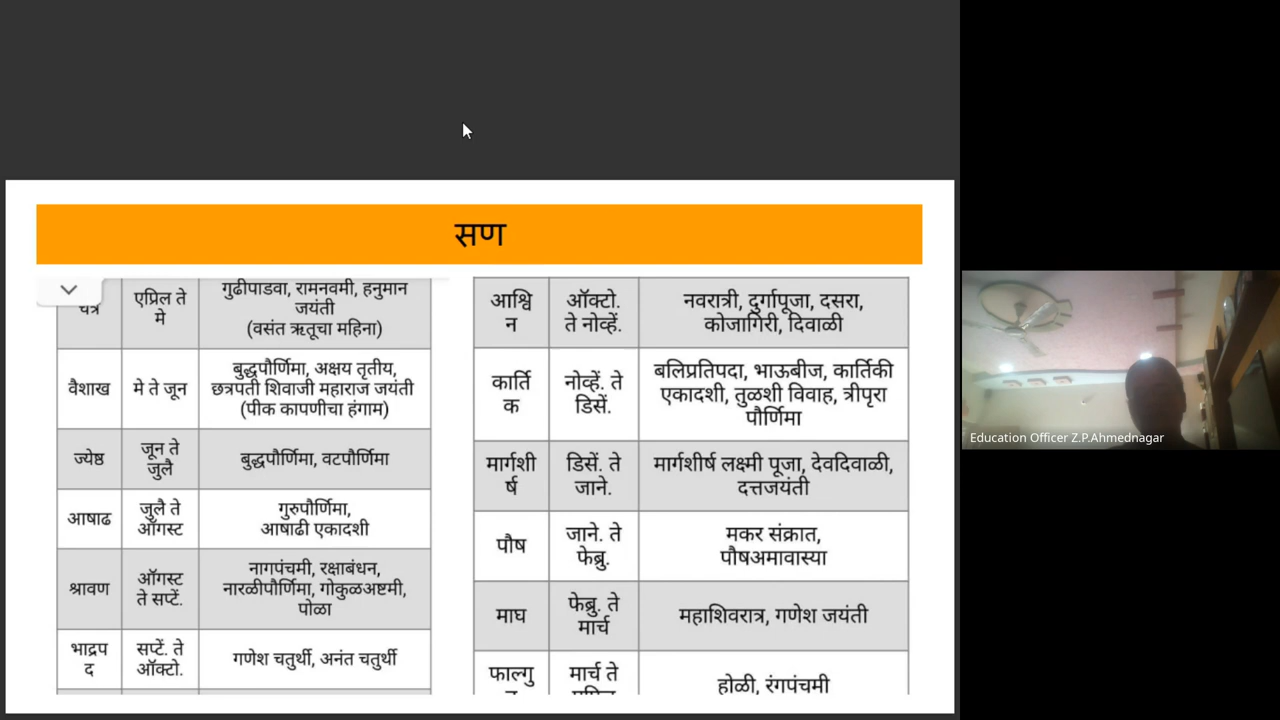 सण
चैत्र
एप्रिल ते
मे
गुढीपाडवा, रामनवमी, हनुमान
जयंती
(वसंत ऋतूचा महिना)
वैशाख
मे ते जून
बुद्धपौर्णिमा, अक्षय तृतीय,
छत्रपती शिवाजी महाराज जयंती
(पीक कापणीचा हंगाम)
ज्येष्ठ
जून ते
जुलै
बुद्धपौर्णिमा, वटपौर्णिमा
आषाढ
जुलै ते
ऑगस्ट
गुरुपौर्णिमा,
आषाढी एकादशी
श्रावण
ऑगस्ट
ते सप्टें.
नागपंचमी, रक्षाबंधन,
नारळीपौर्णिमा, गोकुळअष्टमी,
पोळा
भाद्रप
द
सप्टें. ते
ऑक्टो.
गणेश चतुर्थी, अनंत चतुर्थी
आश्वि
न
ऑक्टो.
ते नोव्हें.
नवरात्री, दुर्गापूजा, दसरा,
कोजागिरी, दिवाळी
कार्ति
क
नोव्हें. ते
डिसें.
बलिप्रतिपदा, भाऊबीज, कार्तिकी
एकादशी, तुळशी विवाह, त्रीपृरा
पौर्णिमा
मार्गशी
र्ष
डिसें. ते
जाने.
मार्गशीर्ष लक्ष्मी पूजा, देवदिवाळी,
दत्तजयंती
पौष
जाने. ते
फेब्रु.
मकर संक्रात,
पौषअमावास्या
माघ
फेब्रु. ते
मार्च
महाशिवरात्र, गणेश जयंती
फाल्गु
मार्च ते
होळी, रंगपंचमी
Education Officer Z.P.Ahmednagar